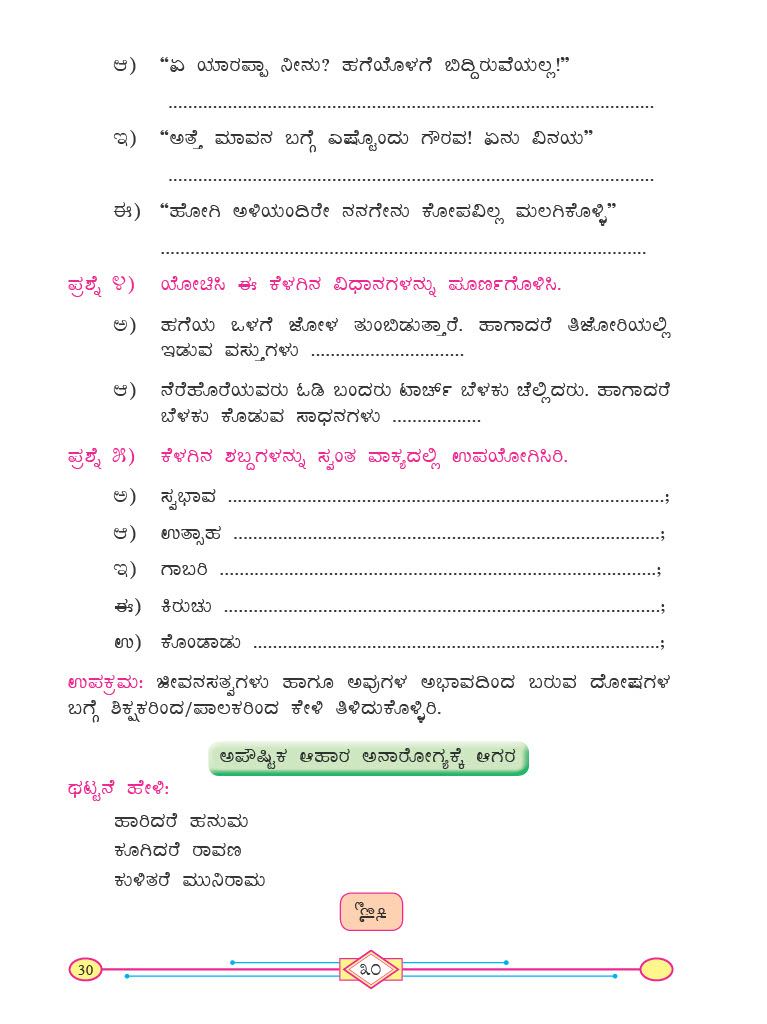 ಆ) “ಏ ಯಾರಪ್ಪಾ ನೀನು? ಹಗೆಯೊಳಗೆ ಬಿದ್ದಿರುವೆಯಲ್ಲ!”
.................................................................................................
ಇ) “ಅತ್ತೆ ಮಾವನ ಬಗ್ಗೆ ಎಷ್ಟೊಂದು ಗೌರವ! ಏನು ವಿನಯ”
.................................................................................................
ಈ) “ಹೋಗಿ ಅಳಿಯಂದಿರೇ ನನಗೇನು ಕೋಪವಿಲ್ಲ ಮಲಗಿಕೊಳ್ಳಿ”
.................................................................................................
ಪ್ರಶ್ನೆ ೪) ಯೋಚಿಸಿ ಈ ಕೆಳಗಿನ ವಿಧಾನಗಳನ್ನು ಪೂರ್ಣಗೊಳಿಸಿ.
ಅ) ಹಗೆಯ ಒಳಗೆ ಜೋಳ ತುಂಬಿಡುತ್ತಾರೆ. ಹಾಗಾದರೆ ತಿಜೋರಿಯಲ್ಲಿ
ಇಡುವ ವಸ್ತುಗಳು ...............................
ಆ) ನೆರೆಹೊರೆಯವರು ಓಡಿ ಬಂದರು ಟಾರ್ಚ್ ಬೆಳಕು ಚೆಲ್ಲಿದರು. ಹಾಗಾದರೆ
ಬೆಳಕು ಕೊಡುವ ಸಾಧನಗಳು ..................
ಪ್ರಶ್ನೆ ೫) ಕೆಳಗಿನ ಶಬ್ದಗಳನ್ನು ಸ್ವಂತ ವಾಕ್ಯದಲ್ಲಿ ಉಪಯೋಗಿಸಿರಿ.
ಅ) ಸ್ವಭಾವ ........................................................................................;
ಆ) ಉತ್ಸಾಹ ......................................................................................;
ಇ) ಗಾಬರಿ ........................................................................................;
ಈ) ಕಿರುಚು ........................................................................................;
ಉ) ಕೊಂಡಾಡು ..................................................................................;
ಉಪಕ್ರಮ: ಜೀವನಸತ್ವಗಳು ಹಾಗೂ ಅವುಗಳ ಅಭಾವದಿಂದ ಬರುವ ದೋಷಗಳ
ಬಗ್ಗೆ ಶಿಕ್ಷಕರಿಂದ/ಪಾಲಕರಿಂದ ಕೇಳಿ ತಿಳಿದುಕೊಳ್ಳಿರಿ.
ಅಪೌಷ್ಟಿಕ ಆಹಾರ ಅನಾರೋಗ್ಯಕ್ಕೆ ಆಗರ
ಥಟ್ಟನೆ ಹೇಳಿ:
ಹಾರಿದರೆ ಹನುಮ
ಕೂಗಿದರೆ ರಾವಣ
ಕುಳಿತರೆ ಮುನಿರಾಮ
30
೩೦